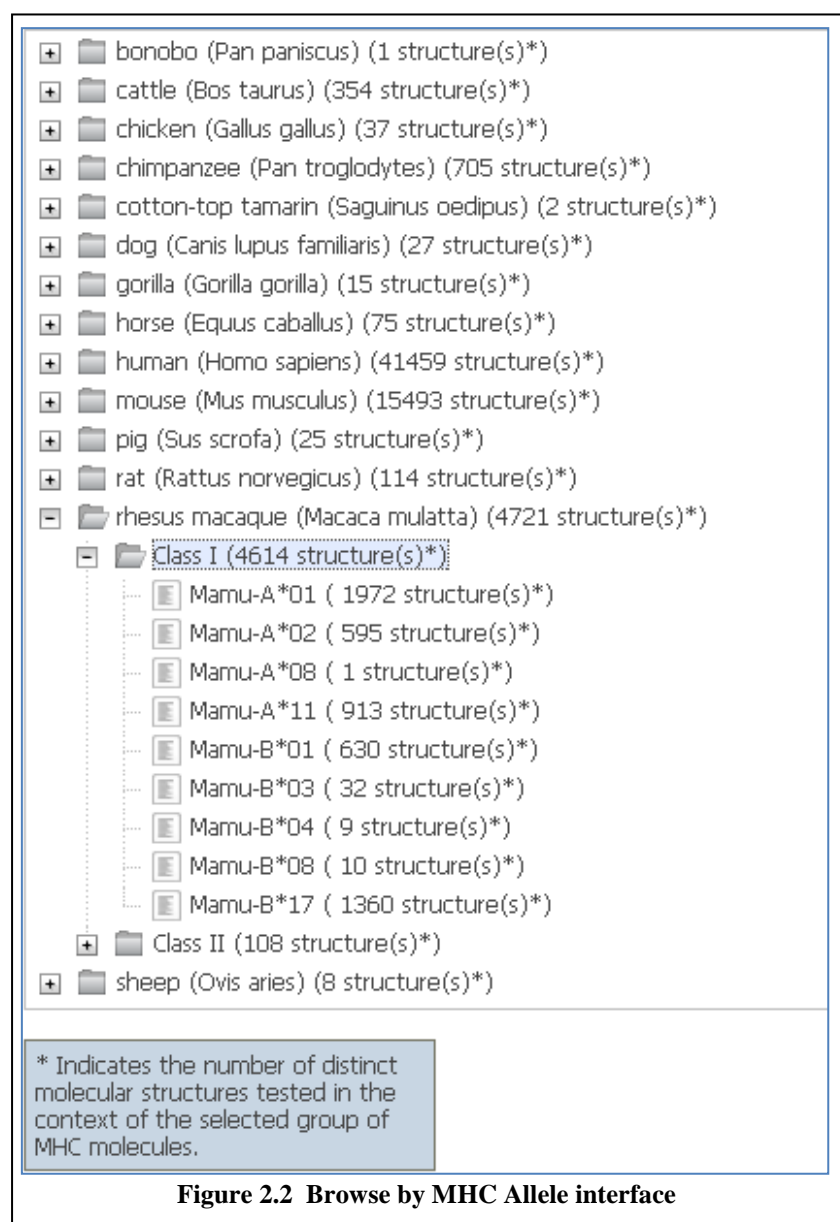 bonobo (Pan paniscus) (1 structure(s)*)
cattle (Bos taurus) (354 structure(s)*)
chicken (Gallus gallus) (37 structure(s)*)
chimpanzee (Pan troglodytes) (705 structure(s)*)
cotton-top tamarin (Saguinus oedipus) (2 structure(s)*)
dog (Canis lupus familiaris) (27 structure(s)*)
gorilla (Gorilla gorilla) (15 structure(s)*)
horse (Equus caballus) (75 structure(s)*)
human (Homo sapiens) (41459 structure(s)*)
mouse (Mus musculus) (15493 structure(s)*)
pig (Sus scrofa) (25 structure(s)*)
rat (Rattus norvegicus) (114 structure(s)*)
rhesus macaque (Macaca mulatta) (4721 structure(s)*)
Class I (4614 structure(s)*)
Mamu-A*01 ( 1972 structure(s)*)
Mamu-A*02 ( 595 structure(s)*)
Mamu-A*08 ( 1 structure(s)*)
Mamu-A*11 ( 913 structure(s)*)
Mamu-B*01 ( 630 structure(s)*)
Mamu-B*03 ( 32 structure(s)*)
Mamu-B*04 ( 9 structure(s)*)
Mamu-B*08 ( 10 structure(s)*)
Mamu-B*17 ( 1360 structure(s)*)
Class II (108 structure(s)*)
sheep (Ovis aries) (8 structure(s)*)
* Indicates the number of distinct
molecular structures tested in the
context of the selected group of
MHC molecules.
Figure 2.2 Browse by MHC Allele interface